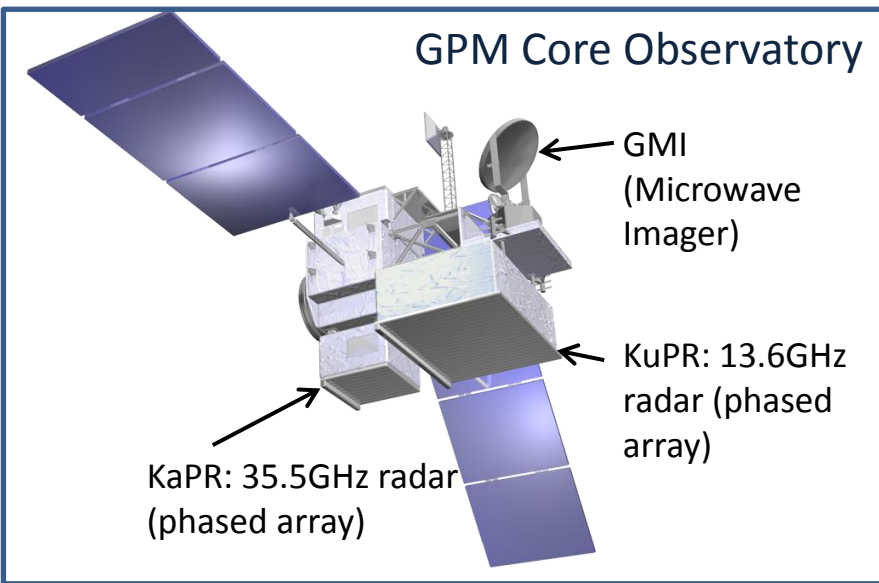 GPM Core Observatory
GMI
(Microwave
Imager)
KuPR: 13.6GHz
radar (phased
array)
KaPR: 35.5GHz radar
(phased array)